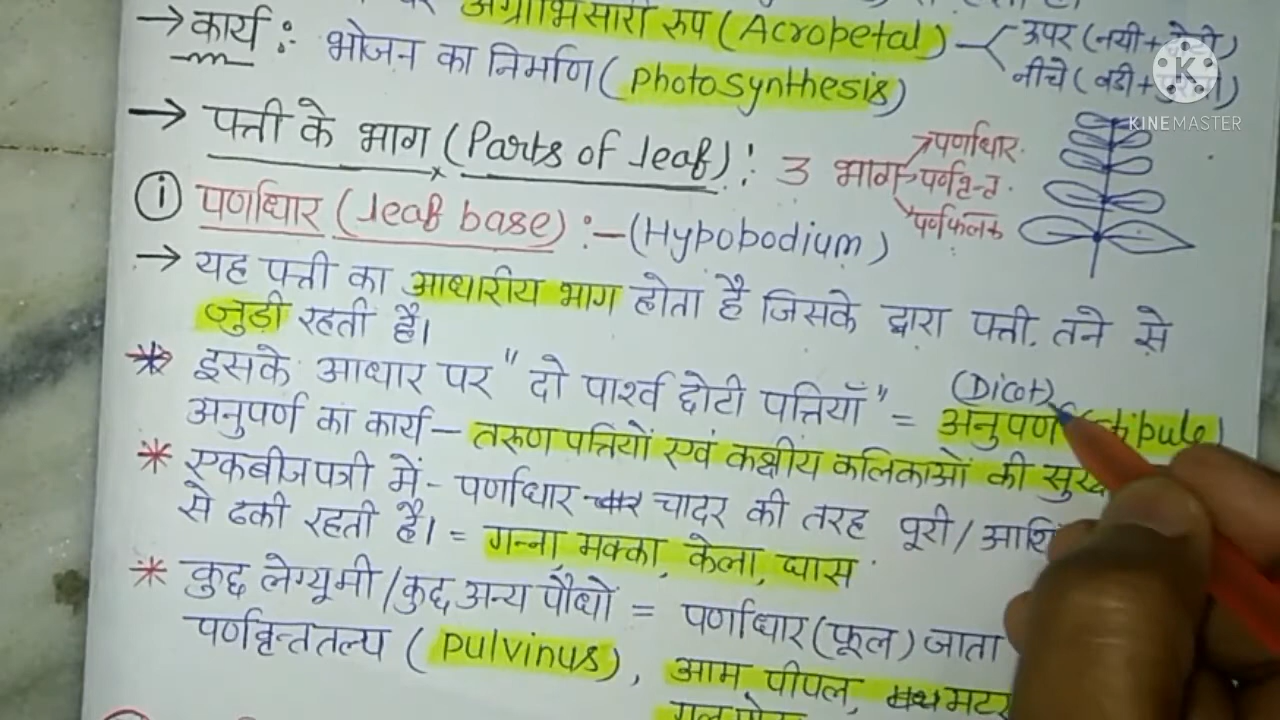 अग्राभिसारी रूप (Acropetal)
ऊपर (नयी +
→ कार्य :
नीचे (बडी +
भोजन का निर्माण (photosynthesis)
KINEMASTER
→ पत्ती के भाग (Parts of leaf) : 3 भाग
पर्णाधार.
पर्णवृन्त.
पर्णफलक
(i) पर्णाधार (leaf base) :– (Hypopodium)
→ यह पत्ती का आधारीय भाग होता है जिसके द्वारा पत्ती. तने से
जुडी रहती है।
* इसके आधार पर " दो पार्श्व छोटी पत्तियाँ " = अनुपर्ण
(Dicot)
अनुपर्ण का कार्य – तरूण पत्तियों एवं कक्षीय कलिकाओं की
* एकबीजपत्री में - पर्णाधार चादर की तरह पूरी /
से ढकी रहती है। = गन्ना, मक्का, केला, घास
* कुछ लेग्यूमी / कुछ अन्य पौधो = पर्णाधार (फूल) जाता
पर्णवृन्ततल्प (pulvinus), आम, पीपल, मटर